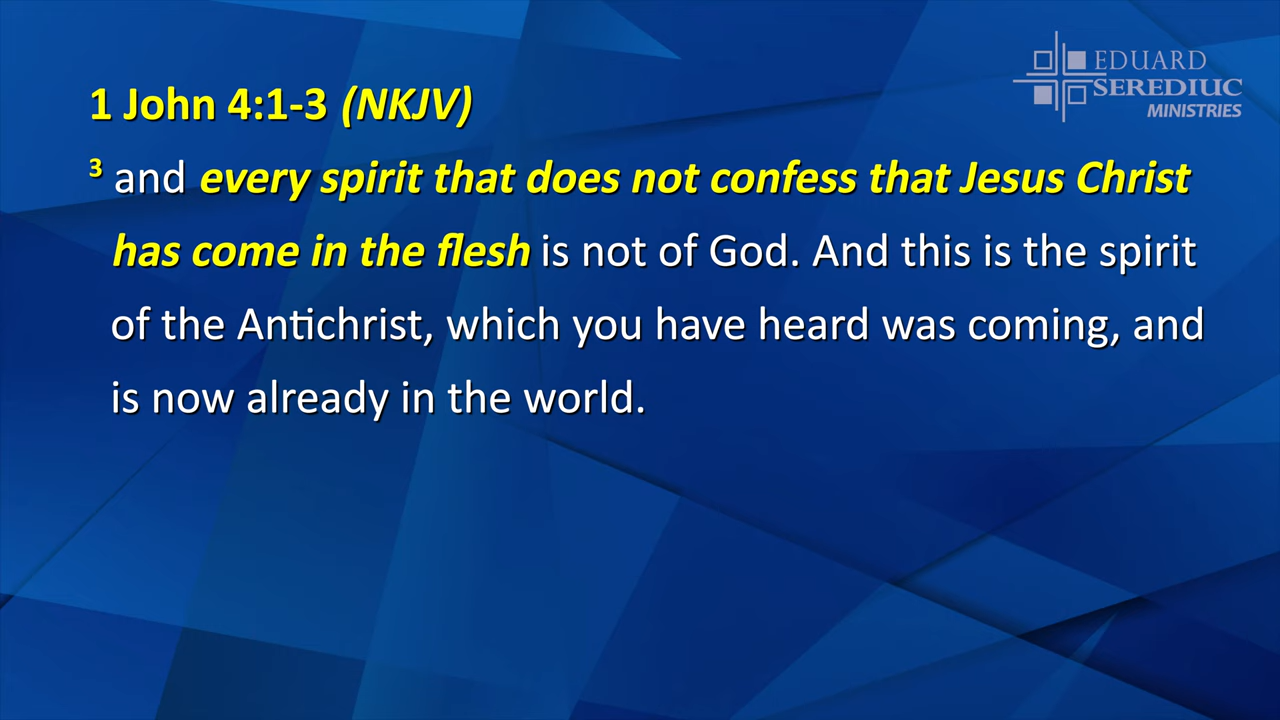 EDUARD
SEREDIUC
MINISTRIES
1 John 4:1-3 (NKJV)
3 and every spirit that does not confess that Jesus Christ
has come in the flesh is not of God. And this is the spirit
of the Antichrist, which you have heard was coming, and
is now already in the world.